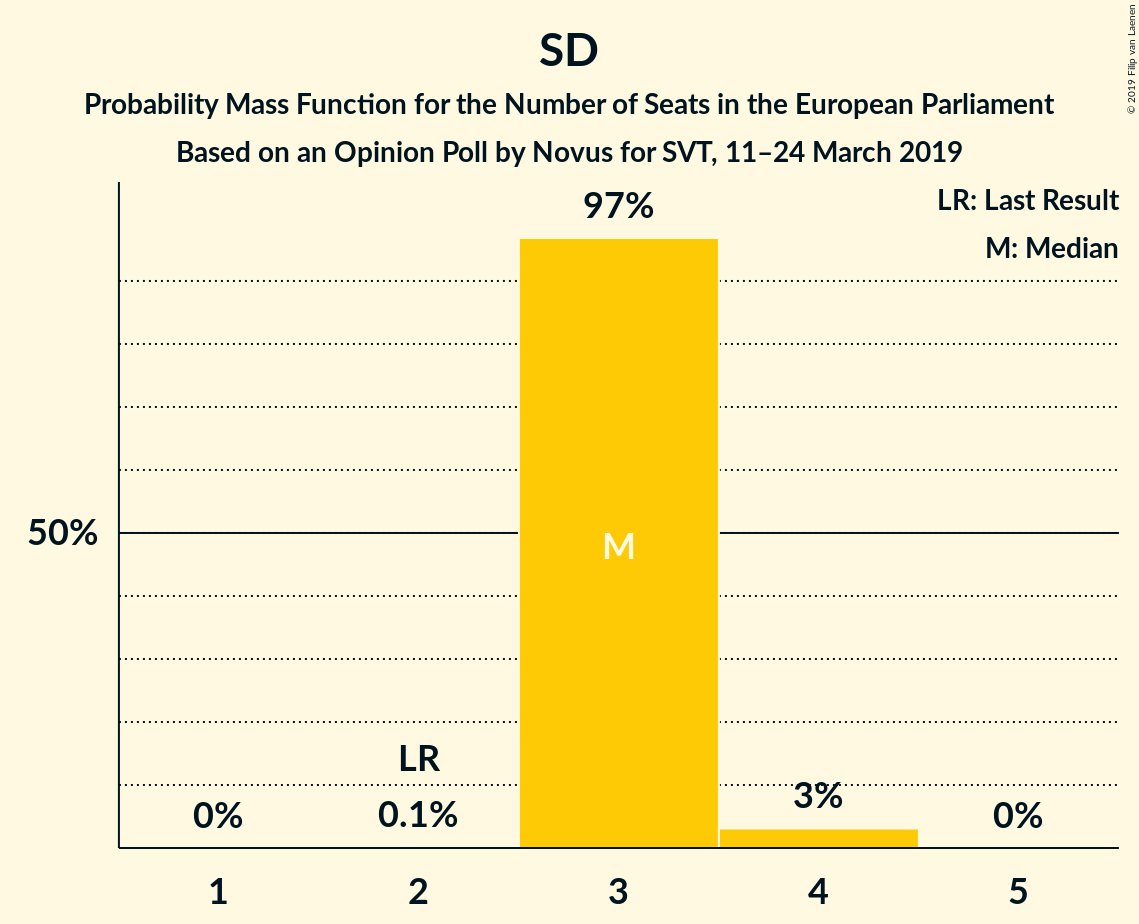 SD
Probability Mass Function for the Number of Seats in the European Parliament
Based on an Opinion Poll by Novus for SVT, 11–24 March 2019
© 2019 Filip van Laenen
LR: Last Result
M: Median
97%
50%
M
LR
0%
0.1%
3%
0%
1
2
3
4
5